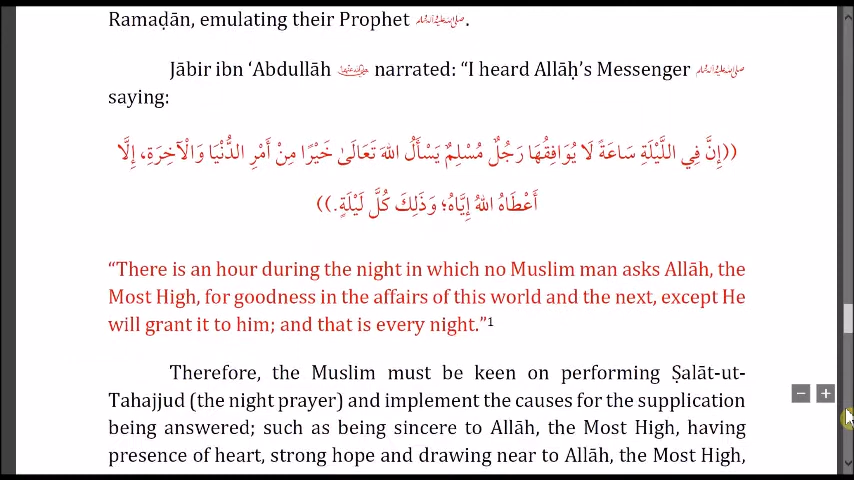 Ramaḍān, emulating their Prophet ﷺ.
Jābir ibn ‘Abdullāh narrated: “I heard Allāḥ’s Messenger ﷺ
saying:
((إِنَّ فِي اللَّيْلَةِ سَاعَةً لَا يُوَافِقُهَا رَجُلٌ مُسْلِمٌ يَسْأَلُ اللهَ تَعَالَىٰ خَيْرًا مِنْ أَمْرِ الدُّنْيَا وَالْآخِرَةِ، إِلَّا
أَعْطَاهُ اللهُ إِيَّاهُ؛ وَذَلِكَ كُلَّ لَيْلَةٍ.))
“There is an hour during the night in which no Muslim man asks Allāh, the
Most High, for goodness in the affairs of this world and the next, except He
will grant it to him; and that is every night.”¹
Therefore, the Muslim must be keen on performing Ṣalāt-ut-
Tahajjud (the night prayer) and implement the causes for the supplication
being answered; such as being sincere to Allāh, the Most High, having
presence of heart, strong hope and drawing near to Allāh, the Most High,